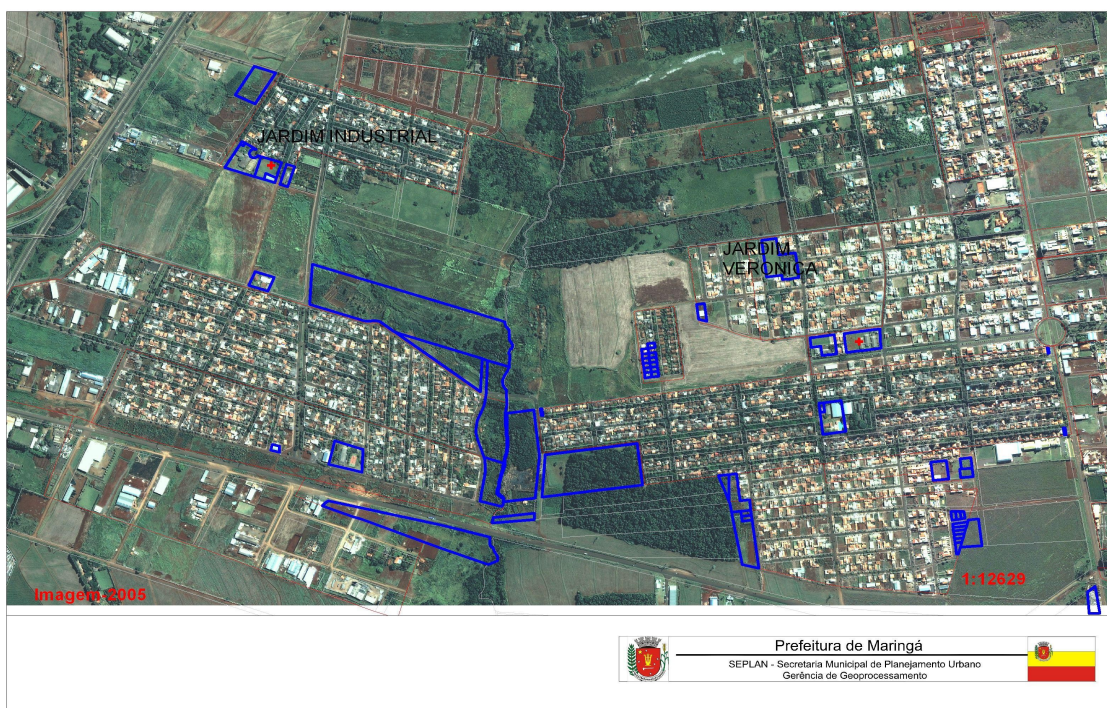 JARDIM INDUSTRIAL
JARDIM
VERONICA
Imagem-2005
1:12629
Prefeitura de Maringá
SEPLAN - Secretaria Municipal de Planejamento Urbano
Gerência de Geoprocessamento